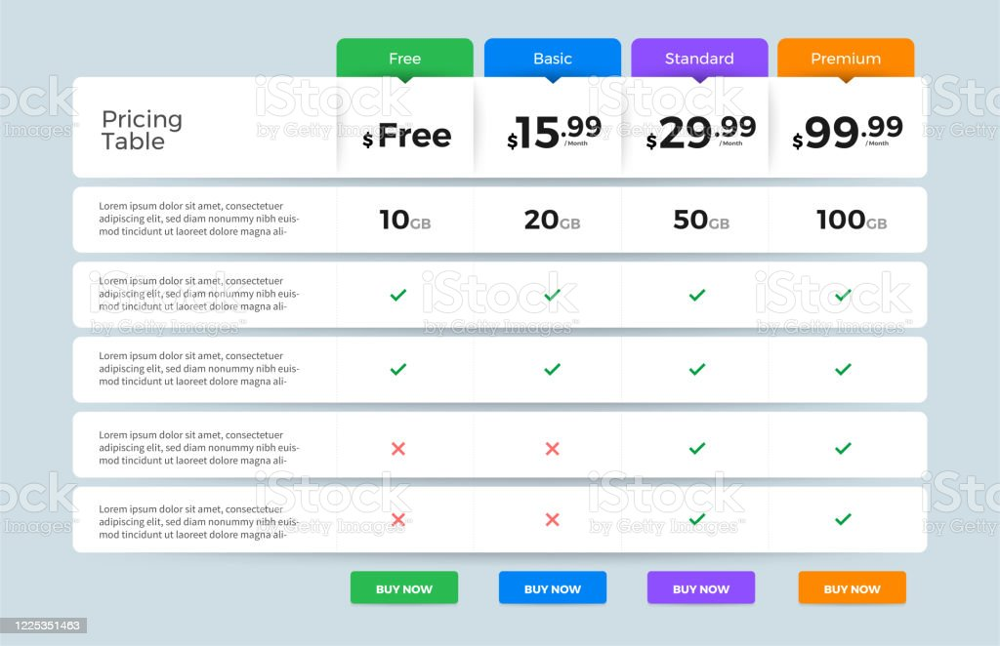 Free Basic Standard Premium
Pricing
Table
$Free $15.99 / Month $29.99 / Month $99.99 / Month
Lorem ipsum dolor sit amet, consectetuer
adipiscing elit, sed diam nonummy nibh euis-
mod tincidunt ut laoreet dolore magna ali-
10GB 20GB 50GB 100GB
Lorem ipsum dolor sit amet, consectetuer
adipiscing elit, sed diam nonummy nibh euis-
mod tincidunt ut laoreet dolore magna ali-
Lorem ipsum dolor sit amet, consectetuer
adipiscing elit, sed diam nonummy nibh euis-
mod tincidunt ut laoreet dolore magna ali-
Lorem ipsum dolor sit amet, consectetuer
adipiscing elit, sed diam nonummy nibh euis-
mod tincidunt ut laoreet dolore magna ali-
Lorem ipsum dolor sit amet, consectetuer
adipiscing elit, sed diam nonummy nibh euis-
mod tincidunt ut laoreet dolore magna ali-
BUY NOW BUY NOW BUY NOW BUY NOW
iStock
by Getty Images™
1225351463